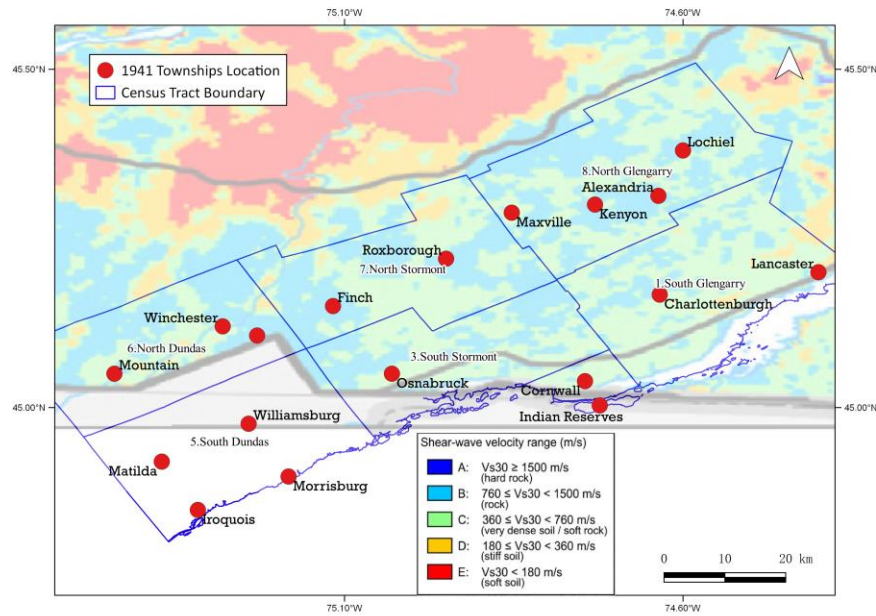 75.10°W
74.60°W
45.50°N
45.50°N
1941 Townships Location
Census Tract Boundary
Lochiel
8.North Glengarry
Alexandria
Kenyon
Maxville
Roxborough
7.North Stormont
Lancaster
1.South Glengarry
Charlottenburgh
Finch
Winchester
6.North Dundas
Mountain
3.South Stormont
Osnabruck
Cornwall
45.00°N
45.00°N
Indian Reserves
Williamsburg
5.South Dundas
Matilda
Morrisburg
Iroquois
Shear-wave velocity range (m/s)
A: Vs30 ≥ 1500 m/s
(hard rock)
B: 760 ≤ Vs30 < 1500 m/s
(rock)
C: 360 ≤ Vs30 < 760 m/s
(very dense soil / soft rock)
D: 180 ≤ Vs30 < 360 m/s
(stiff soil)
E: Vs30 < 180 m/s
(soft soil)
0 10 20 km
75.10°W
74.60°W